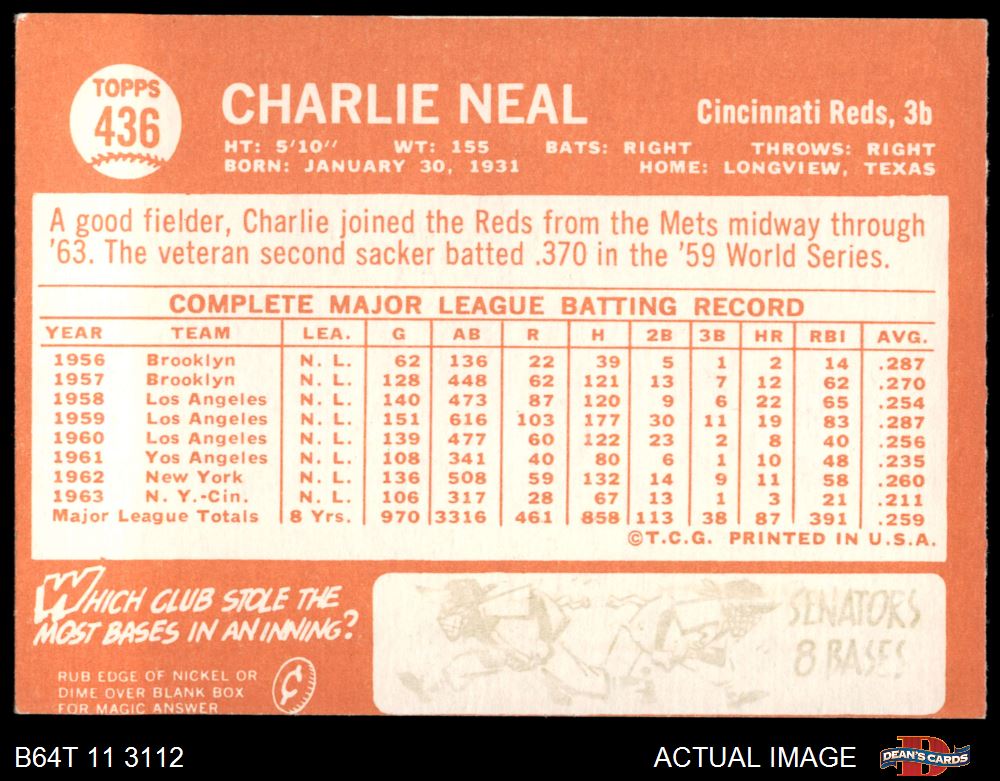 TOPPS
436
CHARLIE NEAL
Cincinnati Reds, 3b
HT: 5'10" WT: 155 BATS: RIGHT THROWS: RIGHT
BORN: JANUARY 30, 1931 HOME: LONGVIEW, TEXAS
A good fielder, Charlie joined the Reds from the Mets midway through
'63. The veteran second sacker batted .370 in the '59 World Series.
COMPLETE MAJOR LEAGUE BATTING RECORD
YEAR TEAM LEA. G AB R H 2B 3B HR RBI AVG.
1956 Brooklyn N. L. 62 136 22 39 5 1 2 14 .287
1957 Brooklyn N. L. 128 448 62 121 13 7 12 62 .270
1958 Los Angeles N. L. 140 473 87 120 9 6 22 65 .254
1959 Los Angeles N. L. 151 616 103 177 30 11 19 83 .287
1960 Los Angeles N. L. 139 477 60 122 23 2 8 40 .256
1961 Yos Angeles N. L. 108 341 40 80 6 1 10 48 .235
1962 New York N. L. 136 508 59 132 14 9 11 58 .260
1963 N. Y.-Cin. N. L. 106 317 28 67 13 1 3 21 .211
Major League Totals 8 Yrs. 970 3316 461 858 113 38 87 391 .259
©T.C.G. PRINTED IN U.S.A.
WHICH CLUB STOLE THE
MOST BASES IN AN INNING?
RUB EDGE OF NICKEL OR
DIME OVER BLANK BOX
FOR MAGIC ANSWER
¢
SENATORS
8 BASES
B64T 11 3112
ACTUAL IMAGE
DEAN'S CARDS